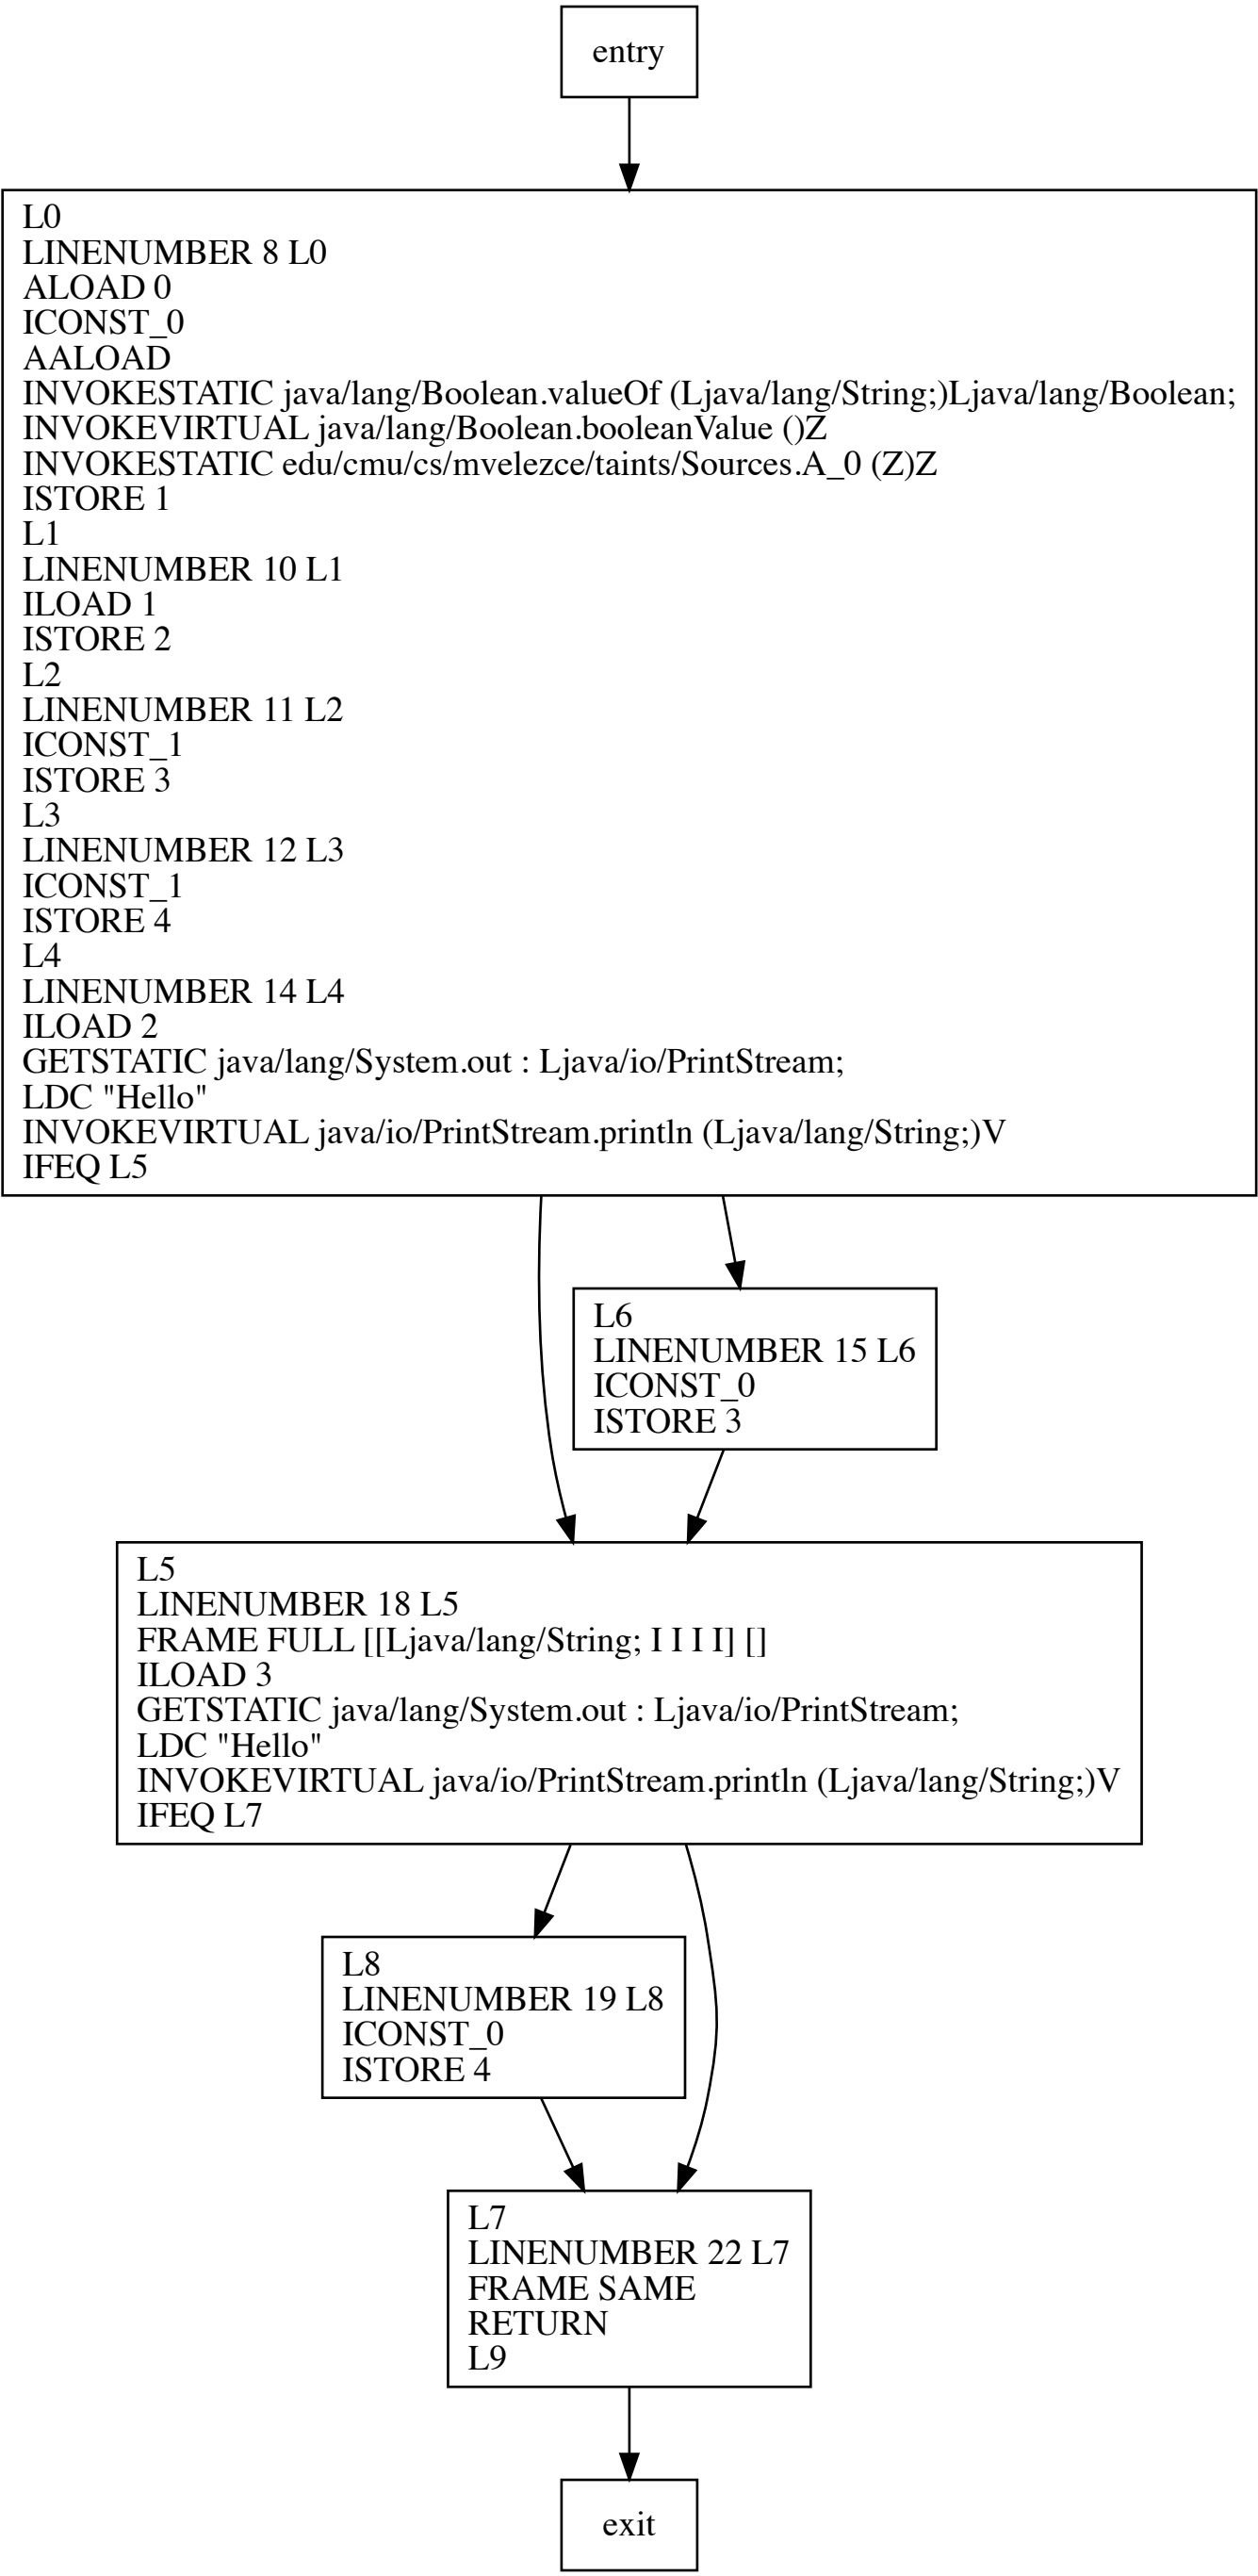 entry
L0
LINENUMBER 8 L0
ALOAD 0
ICONST_0
AALOAD
INVOKESTATIC java/lang/Boolean.valueOf (Ljava/lang/String;)Ljava/lang/Boolean;
INVOKEVIRTUAL java/lang/Boolean.booleanValue ()Z
INVOKESTATIC edu/cmu/cs/mvelezce/taints/Sources.A_0 (Z)Z
ISTORE 1
L1
LINENUMBER 10 L1
ILOAD 1
ISTORE 2
L2
LINENUMBER 11 L2
ICONST_1
ISTORE 3
L3
LINENUMBER 12 L3
ICONST_1
ISTORE 4
L4
LINENUMBER 14 L4
ILOAD 2
GETSTATIC java/lang/System.out : Ljava/io/PrintStream;
LDC "Hello"
INVOKEVIRTUAL java/io/PrintStream.println (Ljava/lang/String;)V
IFEQ L5
L6
LINENUMBER 15 L6
ICONST_0
ISTORE 3
L5
LINENUMBER 18 L5
FRAME FULL [[Ljava/lang/String; I I I I] []
ILOAD 3
GETSTATIC java/lang/System.out : Ljava/io/PrintStream;
LDC "Hello"
INVOKEVIRTUAL java/io/PrintStream.println (Ljava/lang/String;)V
IFEQ L7
L8
LINENUMBER 19 L8
ICONST_0
ISTORE 4
L7
LINENUMBER 22 L7
FRAME SAME
RETURN
L9
exit